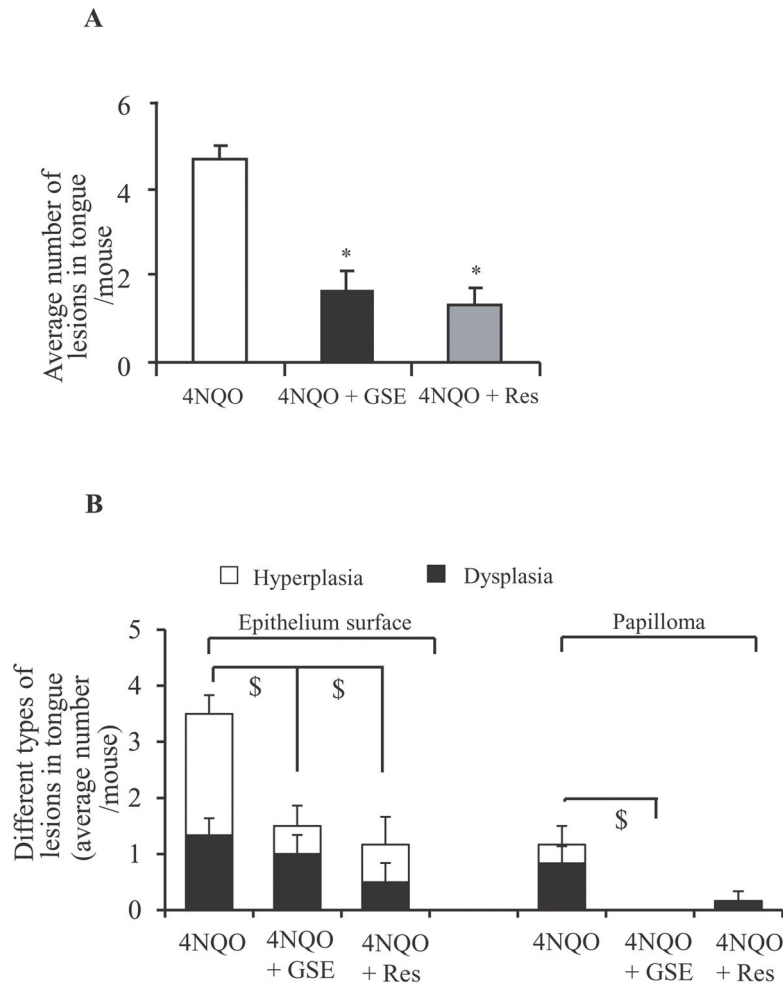 A
6
4
2
0
Average number of
lesions in tongue
/mouse
*
*
4NQO
4NQO + GSE
4NQO + Res
B
Hyperplasia
Dysplasia
Epithelium surface
Papilloma
5
4
3
2
1
0
Different types of
lesions in tongue
(average number
/mouse)
$
$
$
4NQO
4NQO
+ GSE
4NQO
+ Res
4NQO
4NQO
+ GSE
4NQO
+ Res